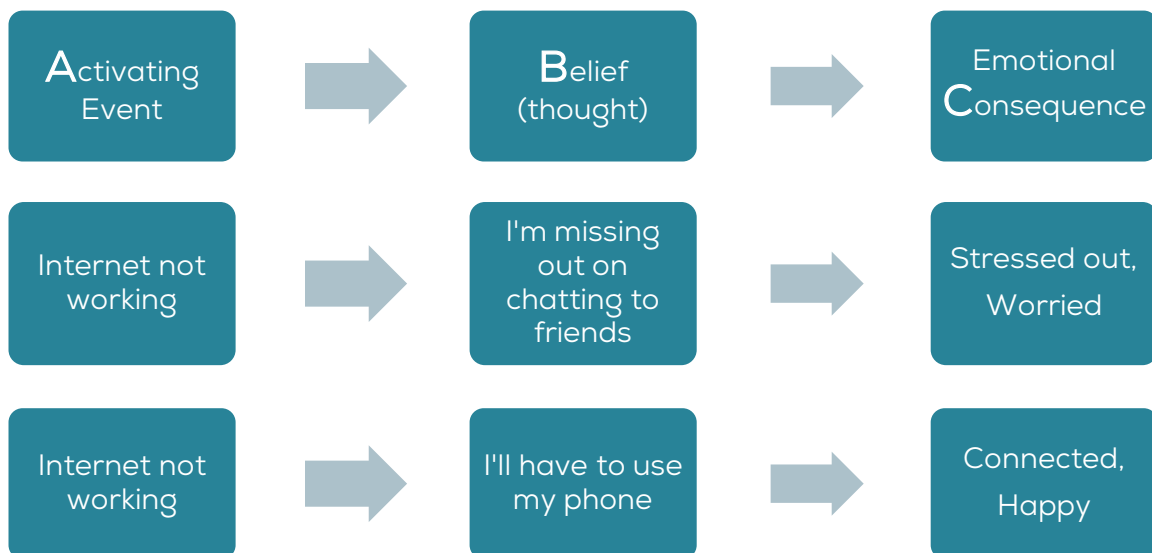 Activating
Event
Belief
(thought)
Emotional
Consequence
Internet not
working
I'm missing
out on
chatting to
friends
Stressed out,
Worried
Internet not
working
I'll have to use
my phone
Connected,
Happy